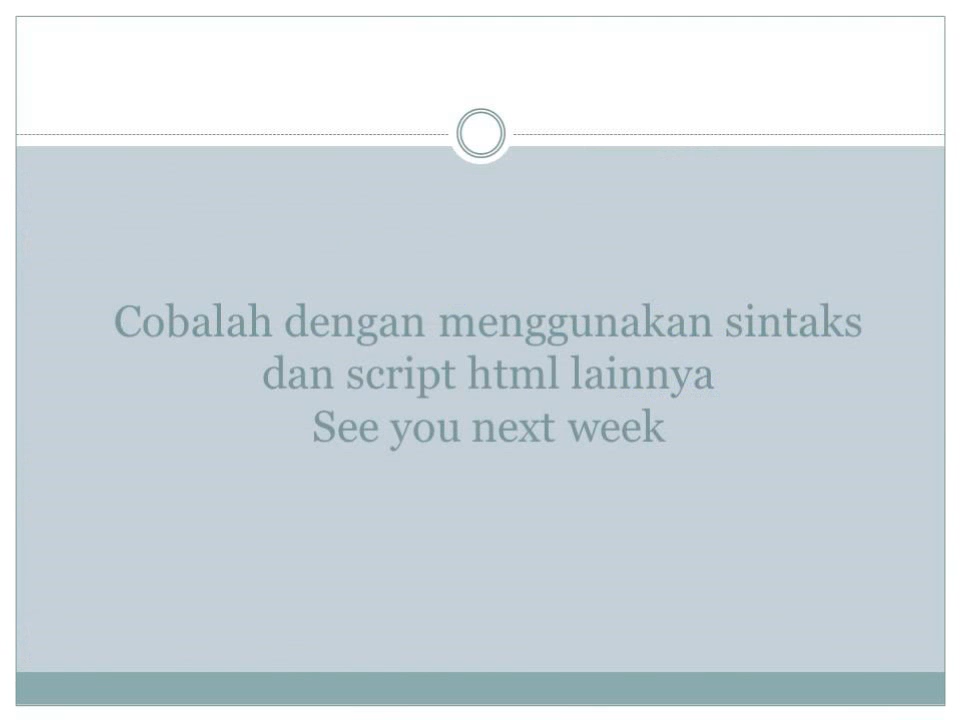 Cobalah dengan menggunakan sintaks
dan script html lainnya
See you next week